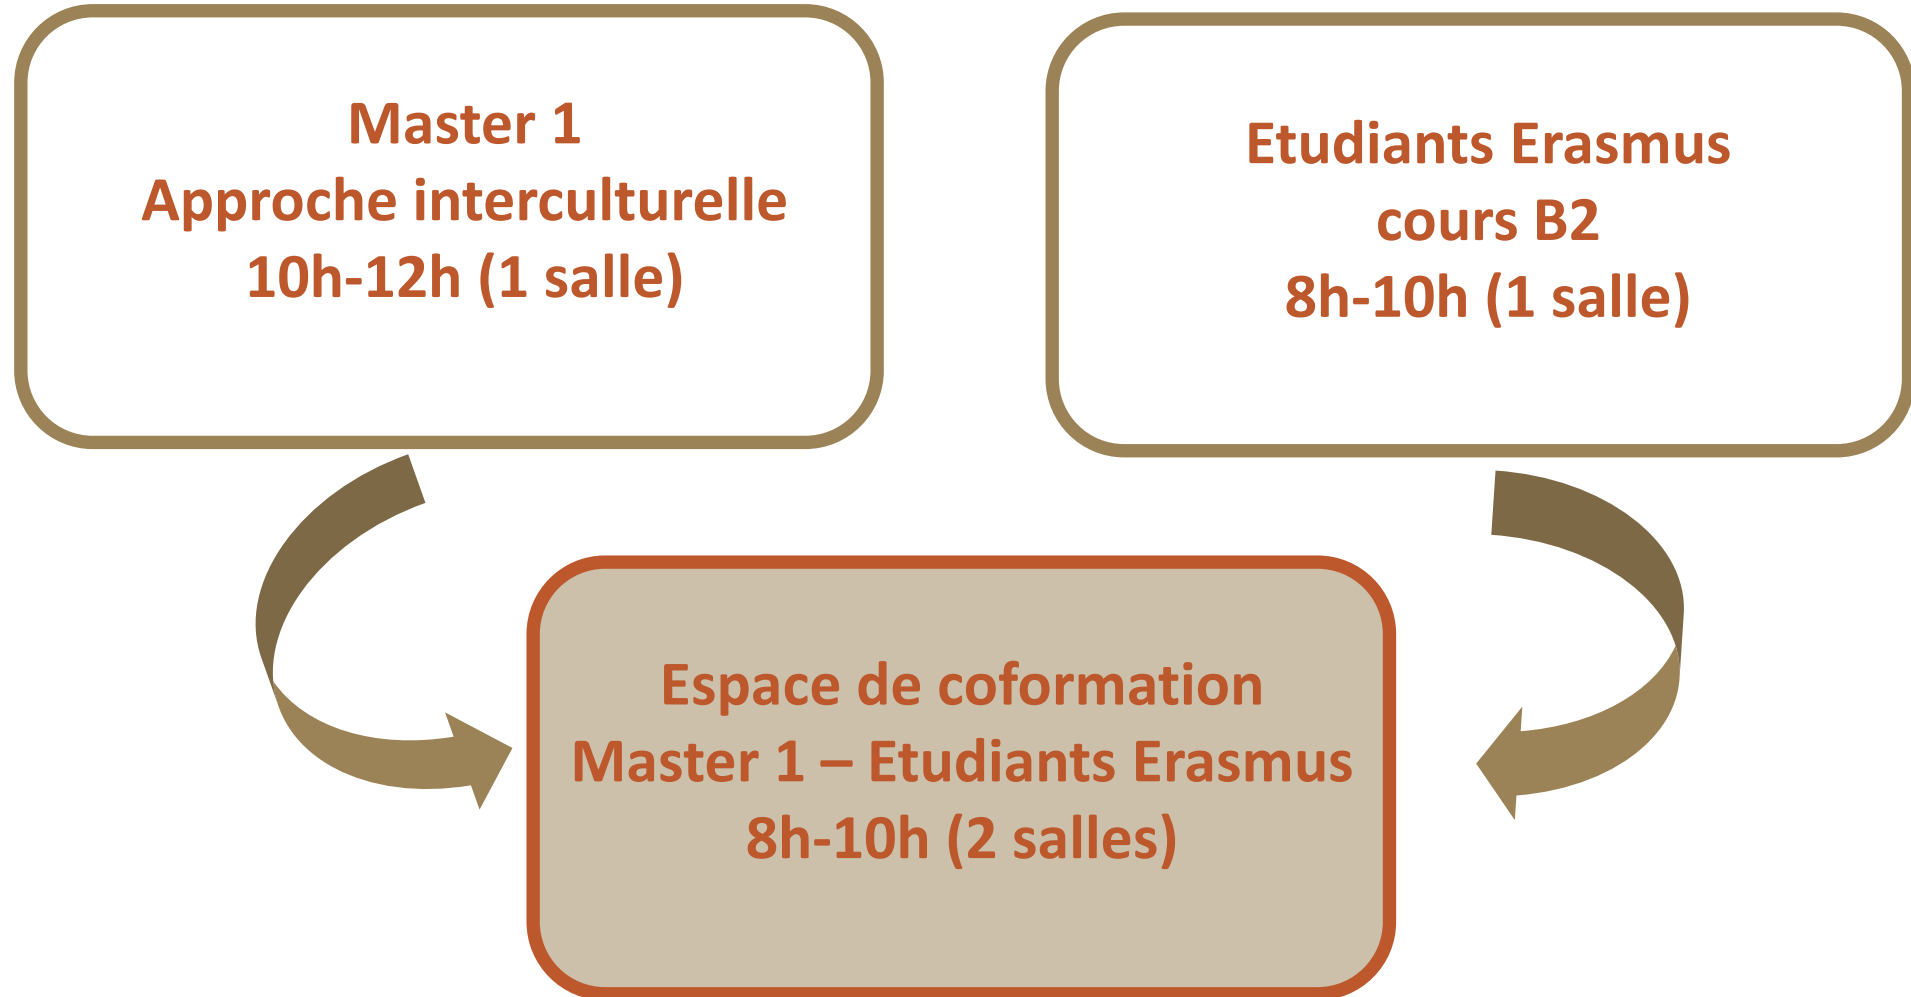 Master 1
Approche interculturelle
10h-12h (1 salle)
Etudiants Erasmus
cours B2
8h-10h (1 salle)
Espace de coformation
Master 1 – Etudiants Erasmus
8h-10h (2 salles)